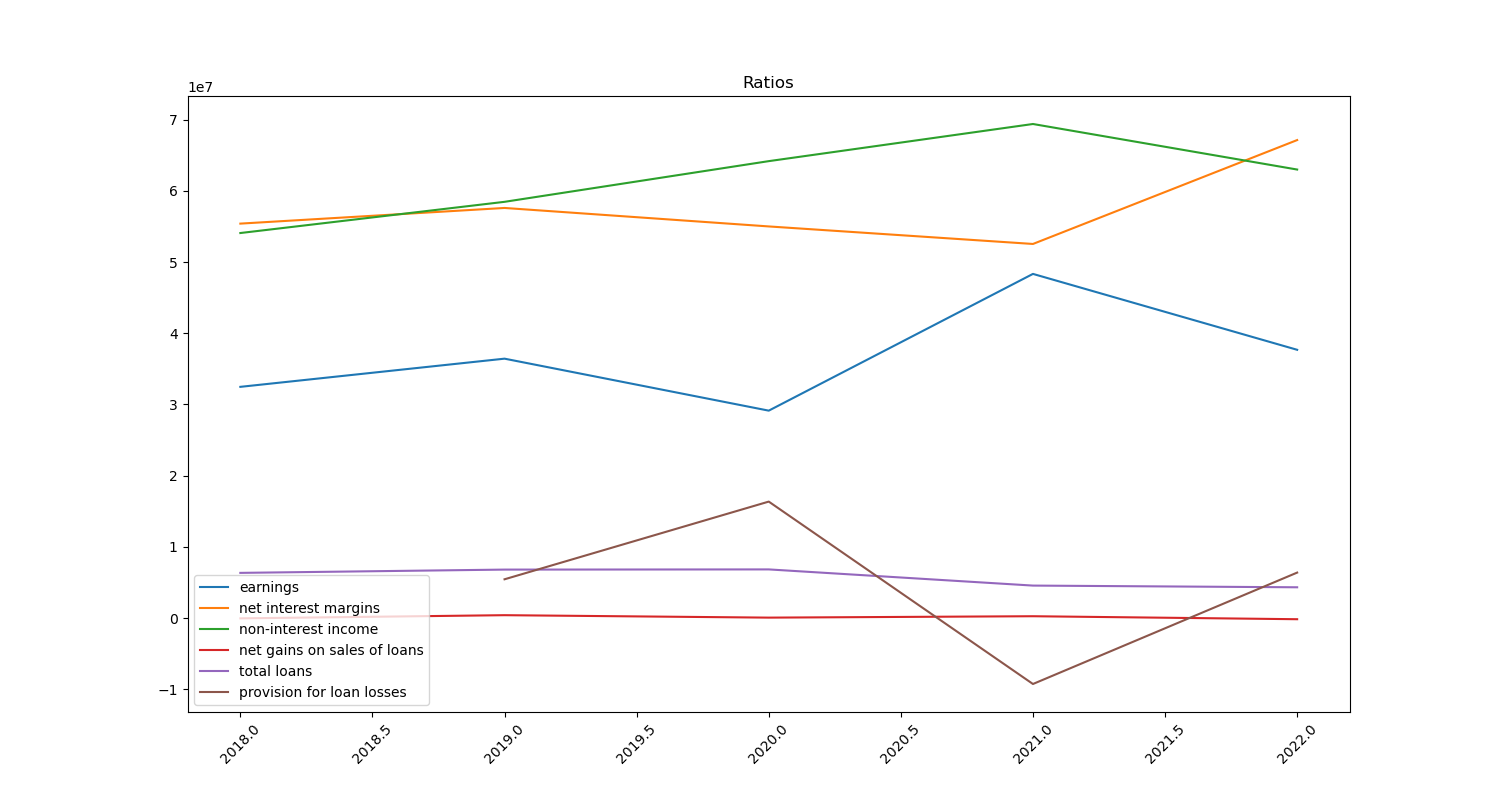 Ratios
1e7
7
6
5
4
3
2
1
0
−1
earnings
net interest margins
non-interest income
net gains on sales of loans
total loans
provision for loan losses
2018.0
2018.5
2019.0
2019.5
2020.0
2020.5
2021.0
2021.5
2022.0